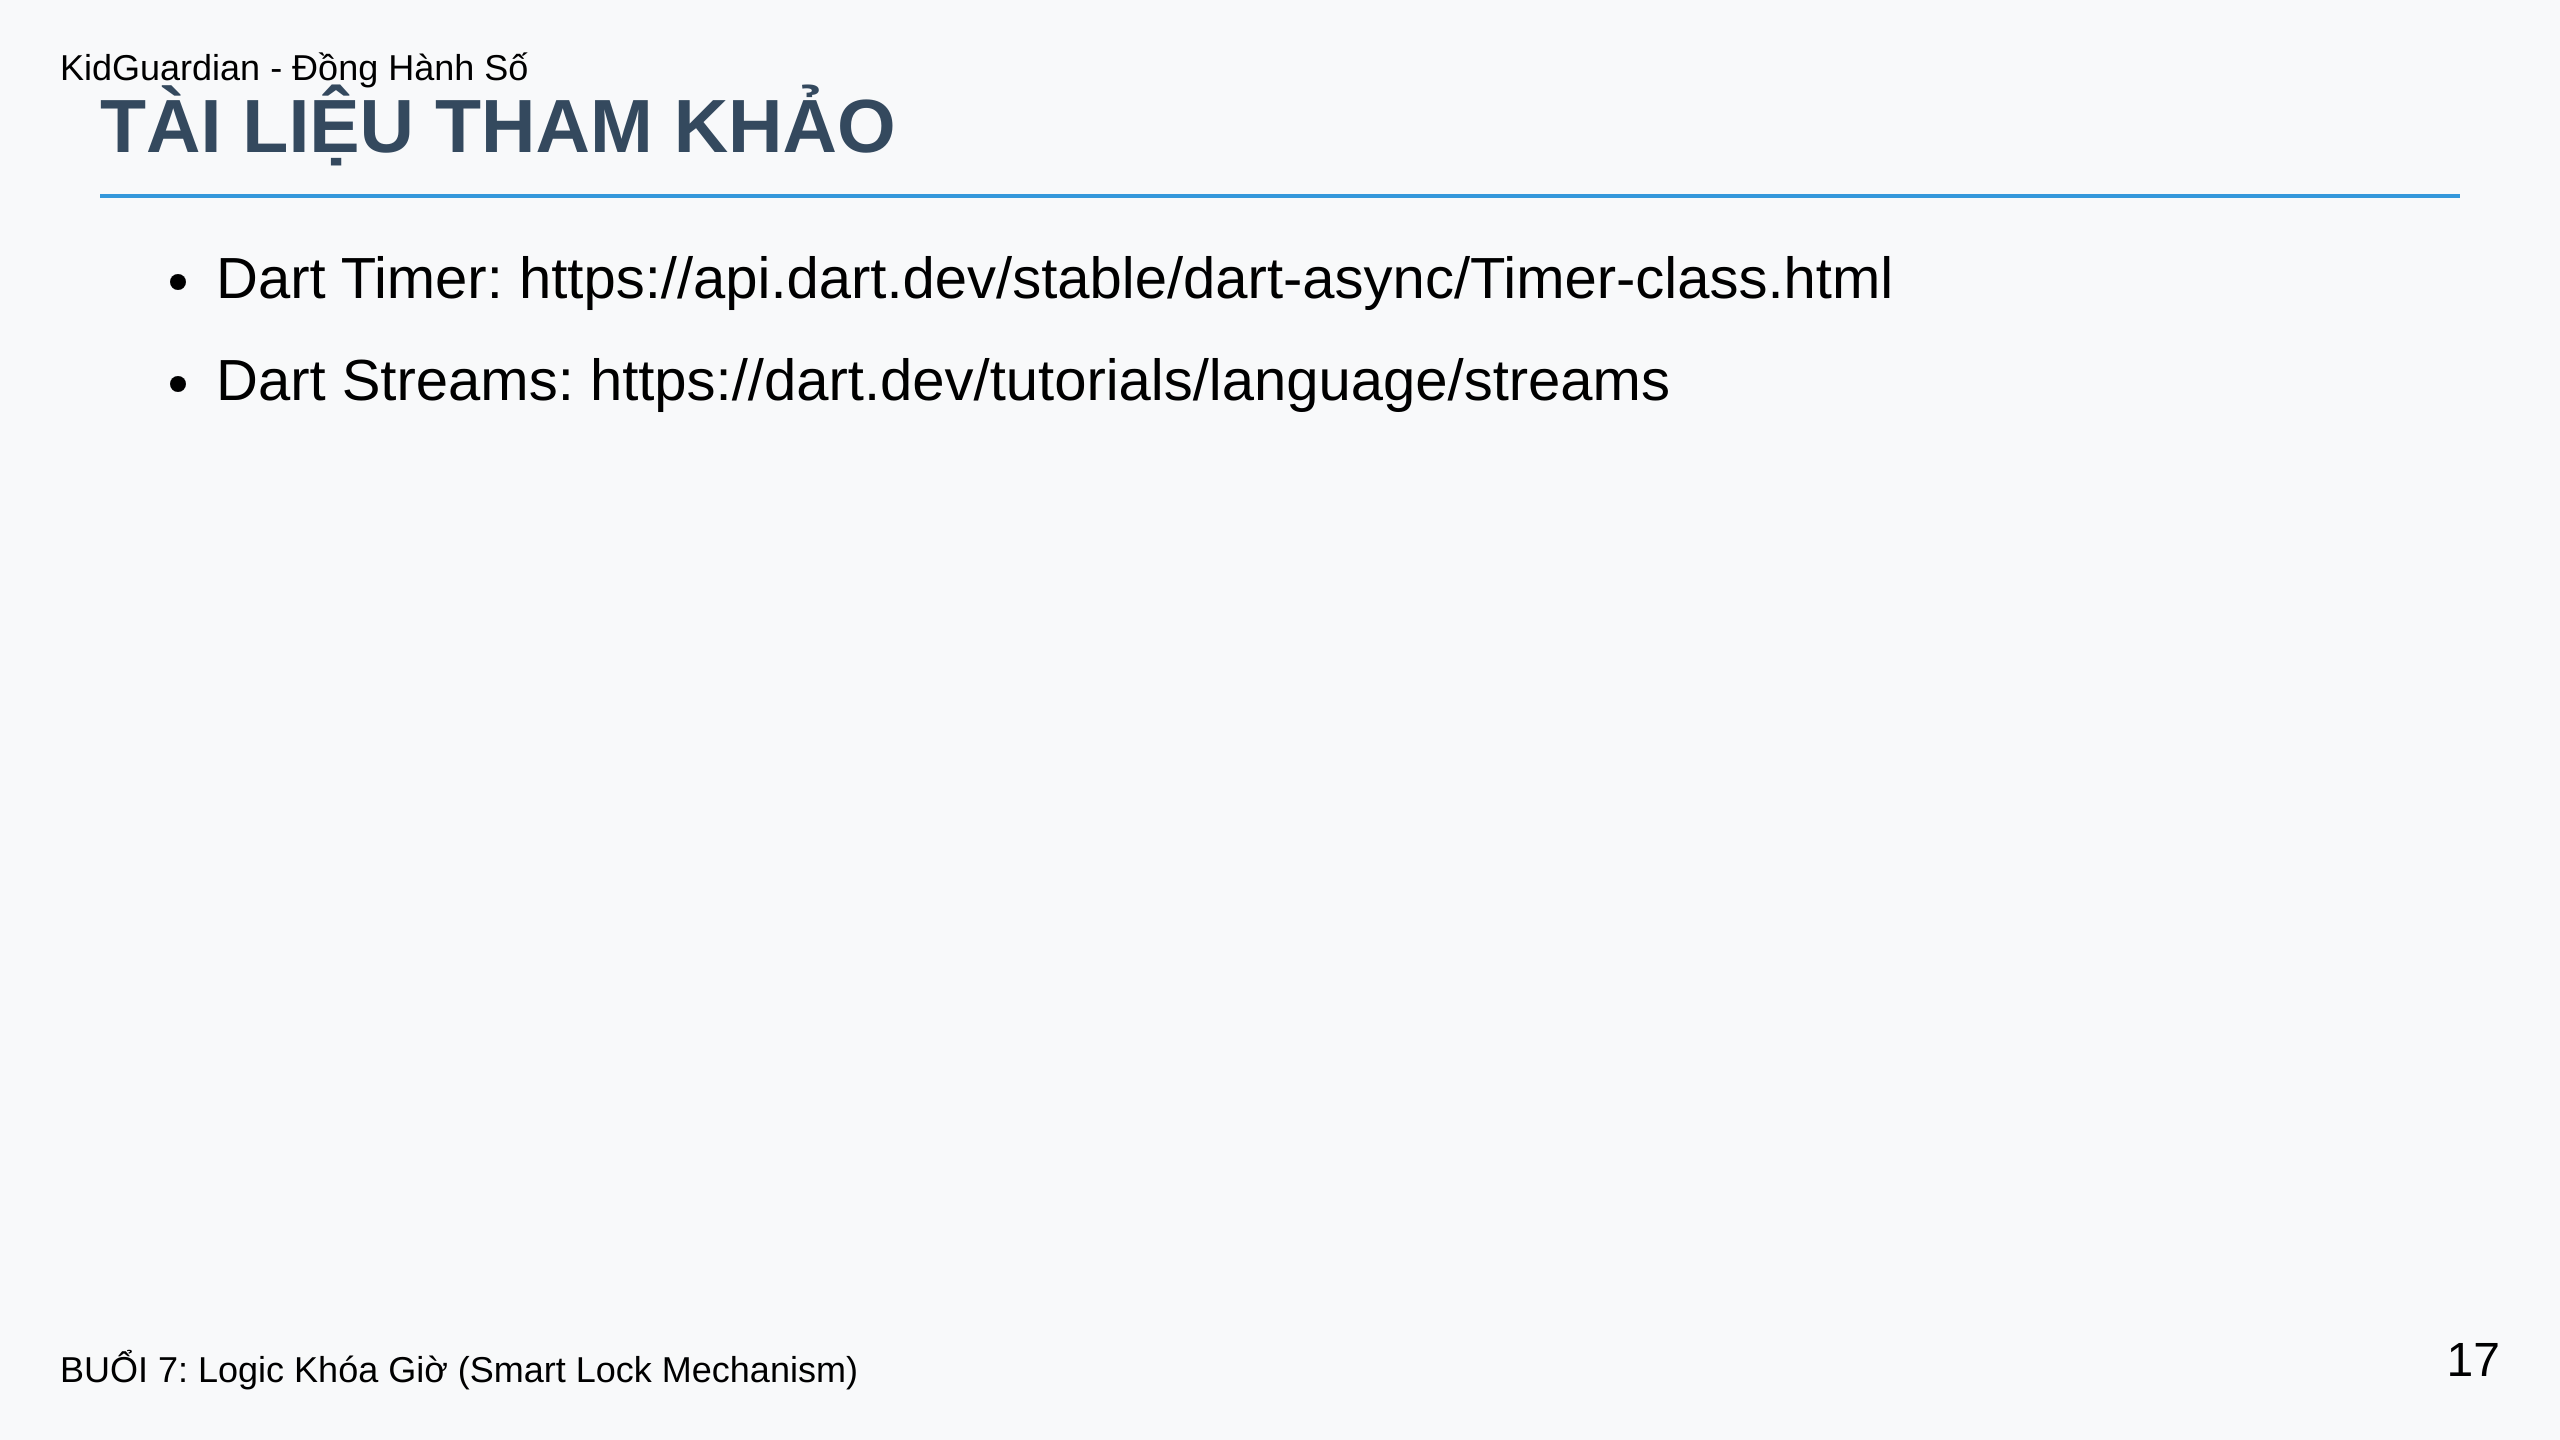 KidGuardian - Đồng Hành Số
TÀI LIỆU THAM KHẢO
• Dart Timer: https://api.dart.dev/stable/dart-async/Timer-class.html
• Dart Streams: https://dart.dev/tutorials/language/streams
BUỔI 7: Logic Khóa Giờ (Smart Lock Mechanism)
17